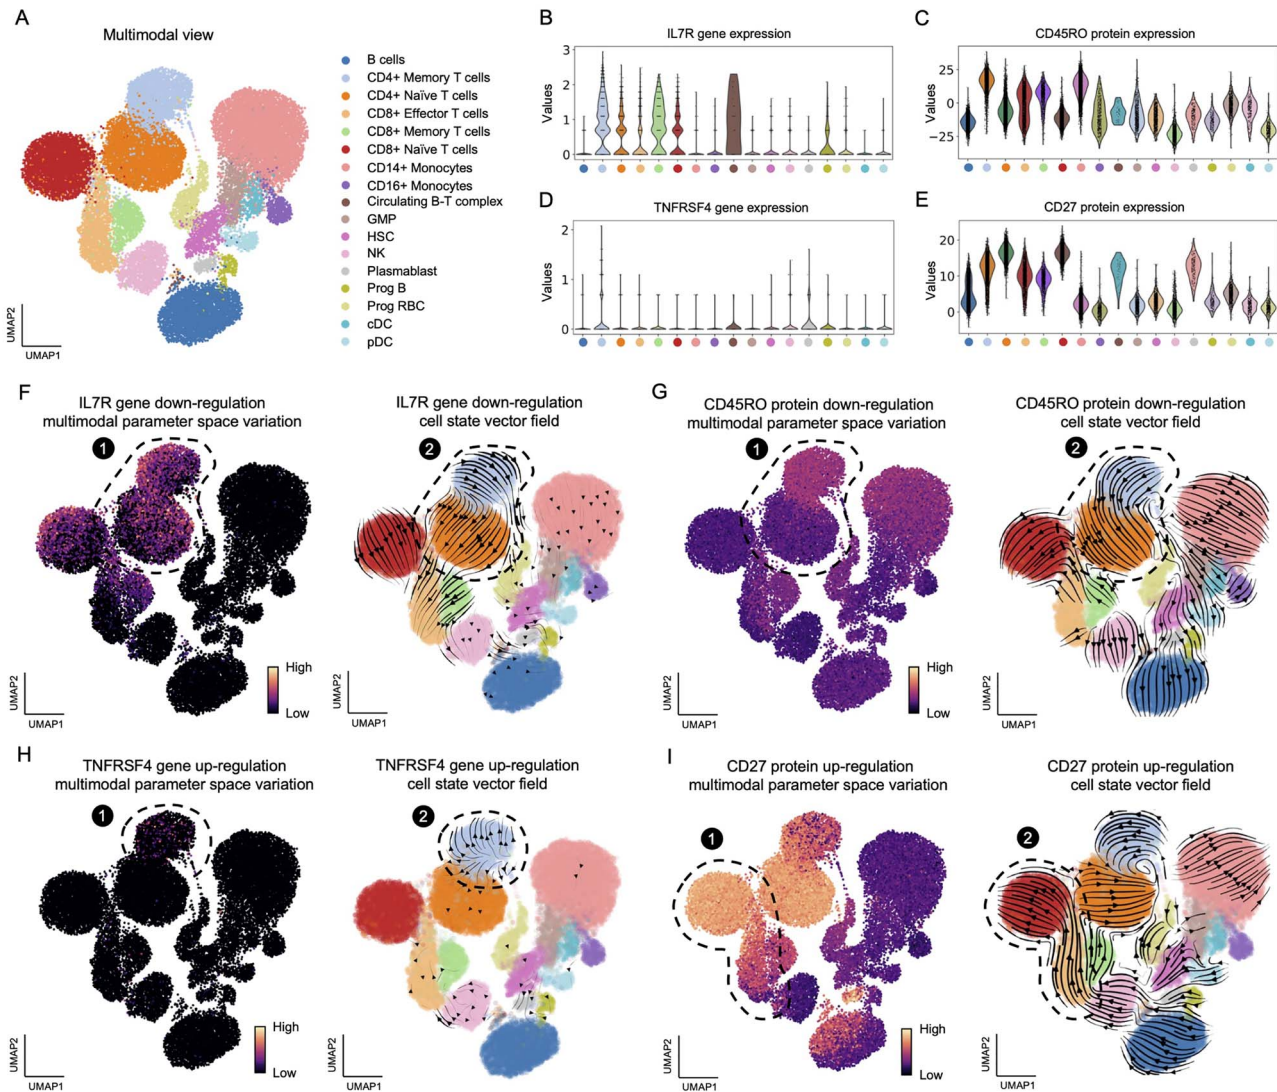 A
Multimodal view
UMAP2
UMAP1
B cells
CD4+ Memory T cells
CD4+ Naïve T cells
CD8+ Effector T cells
CD8+ Memory T cells
CD8+ Naïve T cells
CD14+ Monocytes
CD16+ Monocytes
Circulating B-T complex
GMP
HSC
NK
Plasmablast
Prog B
Prog RBC
cDC
pDC
B
IL7R gene expression
Values
3
2
1
0
C
CD45RO protein expression
Values
25
0
−25
D
TNFRSF4 gene expression
Values
2
1
0
E
CD27 protein expression
Values
20
10
0
F
IL7R gene down-regulation
multimodal parameter space variation
1
High
Low
UMAP2
UMAP1
IL7R gene down-regulation
cell state vector field
2
UMAP2
UMAP1
G
CD45RO protein down-regulation
multimodal parameter space variation
1
High
Low
UMAP2
UMAP1
CD45RO protein down-regulation
cell state vector field
2
UMAP2
UMAP1
H
TNFRSF4 gene up-regulation
multimodal parameter space variation
1
High
Low
UMAP2
UMAP1
TNFRSF4 gene up-regulation
cell state vector field
2
UMAP2
UMAP1
I
CD27 protein up-regulation
multimodal parameter space variation
1
High
Low
UMAP2
UMAP1
CD27 protein up-regulation
cell state vector field
2
UMAP2
UMAP1